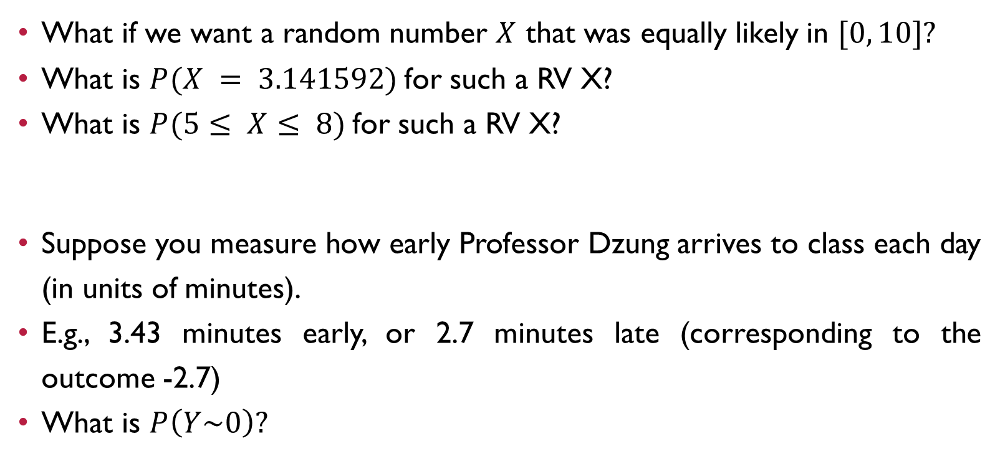 • What if we want a random number X that was equally likely in [0, 10]?
• What is P(X = 3.141592) for such a RV X?
• What is P(5 ≤ X ≤ 8) for such a RV X?
• Suppose you measure how early Professor Dzung arrives to class each day
(in units of minutes).
• E.g., 3.43 minutes early, or 2.7 minutes late (corresponding to the
outcome -2.7)
• What is P(Y~0)?